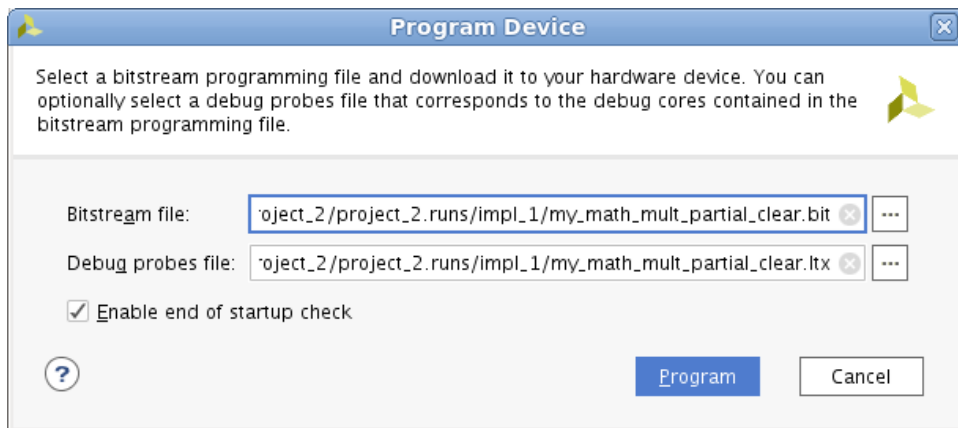 Program Device
Select a bitstream programming file and download it to your hardware device. You can
optionally select a debug probes file that corresponds to the debug cores contained in the
bitstream programming file.
Bitstream file: roject_2/project_2.runs/impl_1/my_math_mult_partial_clear.bit ...
Debug probes file: roject_2/project_2.runs/impl_1/my_math_mult_partial_clear.ltx ...
Enable end of startup check
? Program Cancel